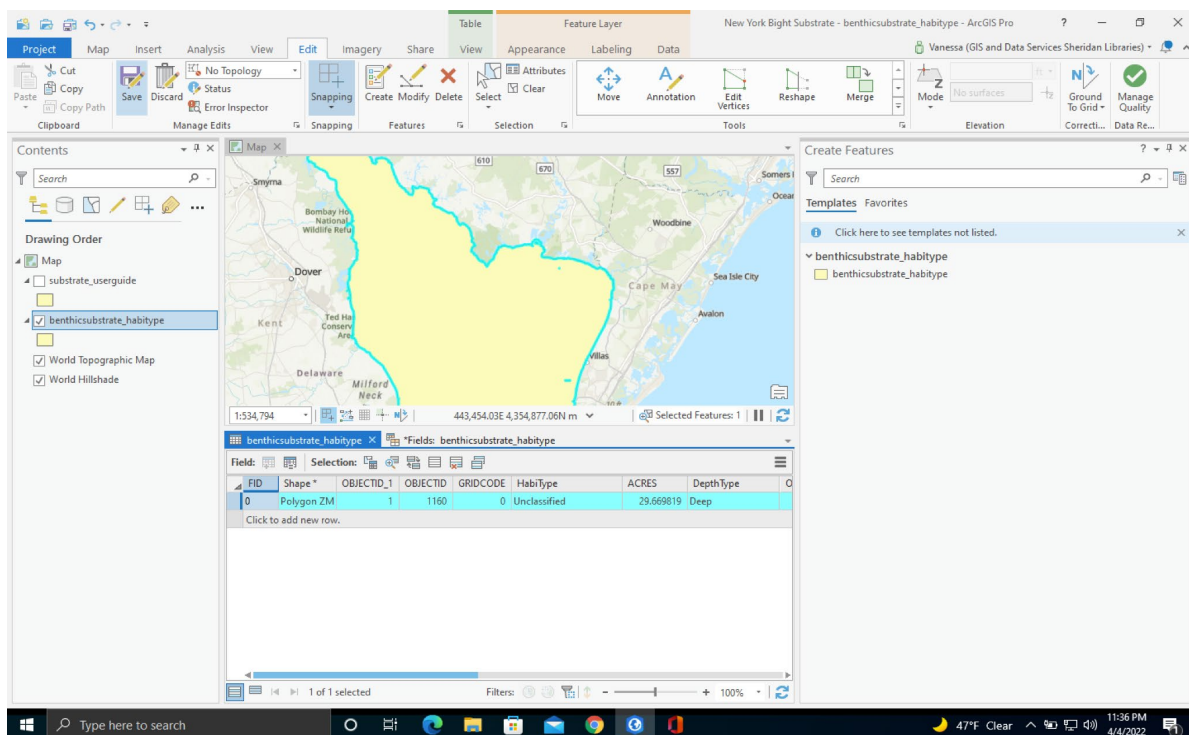 Table
Feature Layer
New York Bight Substrate - benthicsubstrate_habitype - ArcGIS Pro
?
Project Map Insert Analysis View Edit Imagery Share View Appearance Labeling Data
Vanessa (GIS and Data Services Sheridan Libraries)
Cut
Copy
Copy Path
Paste
Clipboard
Save
Discard
No Topology
Status
Error Inspector
Manage Edits
Snapping
Snapping
Create Modify Delete
Features
Select
Attributes
Clear
Selection
Move
Annotation
Edit
Vertices
Reshape
Merge
Tools
Mode
No surfaces
Elevation
Ground
To Grid
Correcti...
Manage
Quality
Data Re...
Contents
Search
Drawing Order
Map
substrate_userguide
benthicsubstrate_habitype
World Topographic Map
World Hillshade
Map
610
670
557
Somers
Ocean
Smyrna
Bombay Ho
National
Wildlife Refu
Woodbine
Dover
Cape May
Sea Isle City
Avalon
Kent
Ted Ha
Conserv
Are
Villas
Delaware
Milford
Neck
1:534,794
443,454.03E 4,354,877.06N m
Selected Features: 1
benthicsubstrate_habitype
*Fields: benthicsubstrate_habitype
Field:
Selection:
FID Shape * OBJECTID_1 OBJECTID GRIDCODE HabiType ACRES DepthType O
0 Polygon ZM 1 1160 0 Unclassified 29.669819 Deep
Click to add new row.
1 of 1 selected
Filters:
100%
Create Features
?
Search
Templates Favorites
Click here to see templates not listed.
benthicsubstrate_habitype
benthicsubstrate_habitype
Type here to search
47°F Clear
11:36 PM
4/4/2022
1